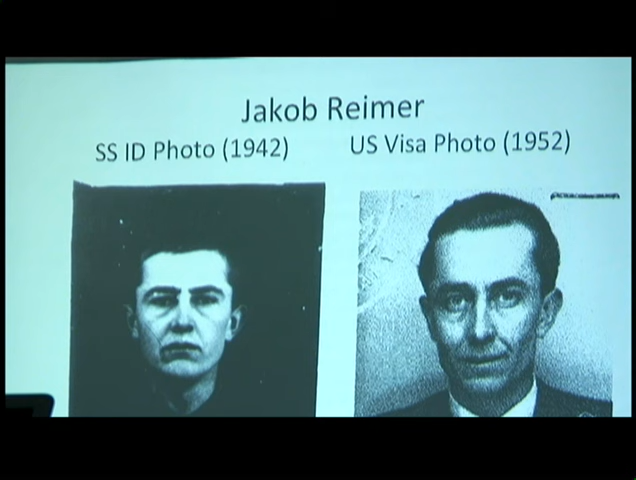 Jakob Reimer
SS ID Photo (1942)
US Visa Photo (1952)